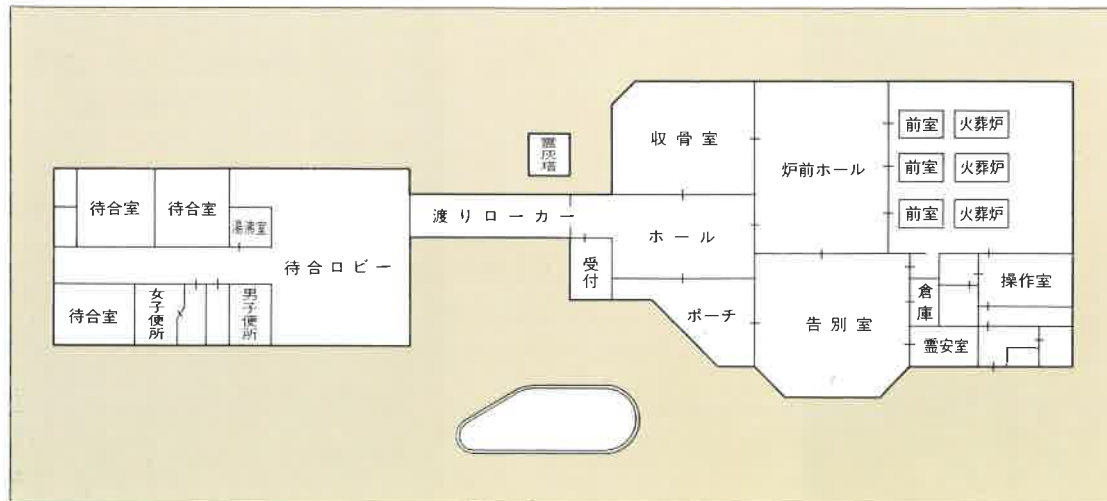 待合室
待合室
湯沸室
待合ロビー
待合室
女子便所
男子便所
霊灰塔
渡りローカー
受付
収骨室
ホール
ポーチ
炉前ホール
告別室
前室
火葬炉
前室
火葬炉
前室
火葬炉
倉庫
操作室
霊安室